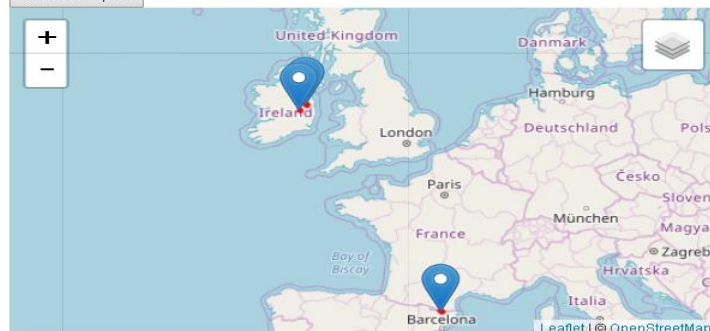 +
−
United Kingdom
Danmark
Hamburg
Ireland
London
Deutschland
Pols
Paris
Česko
Sloven
München
Magya
France
Zagreb
Bay of
Biscay
Hrvatska
Italia
Barcelona
Leaflet | © OpenStreetMap